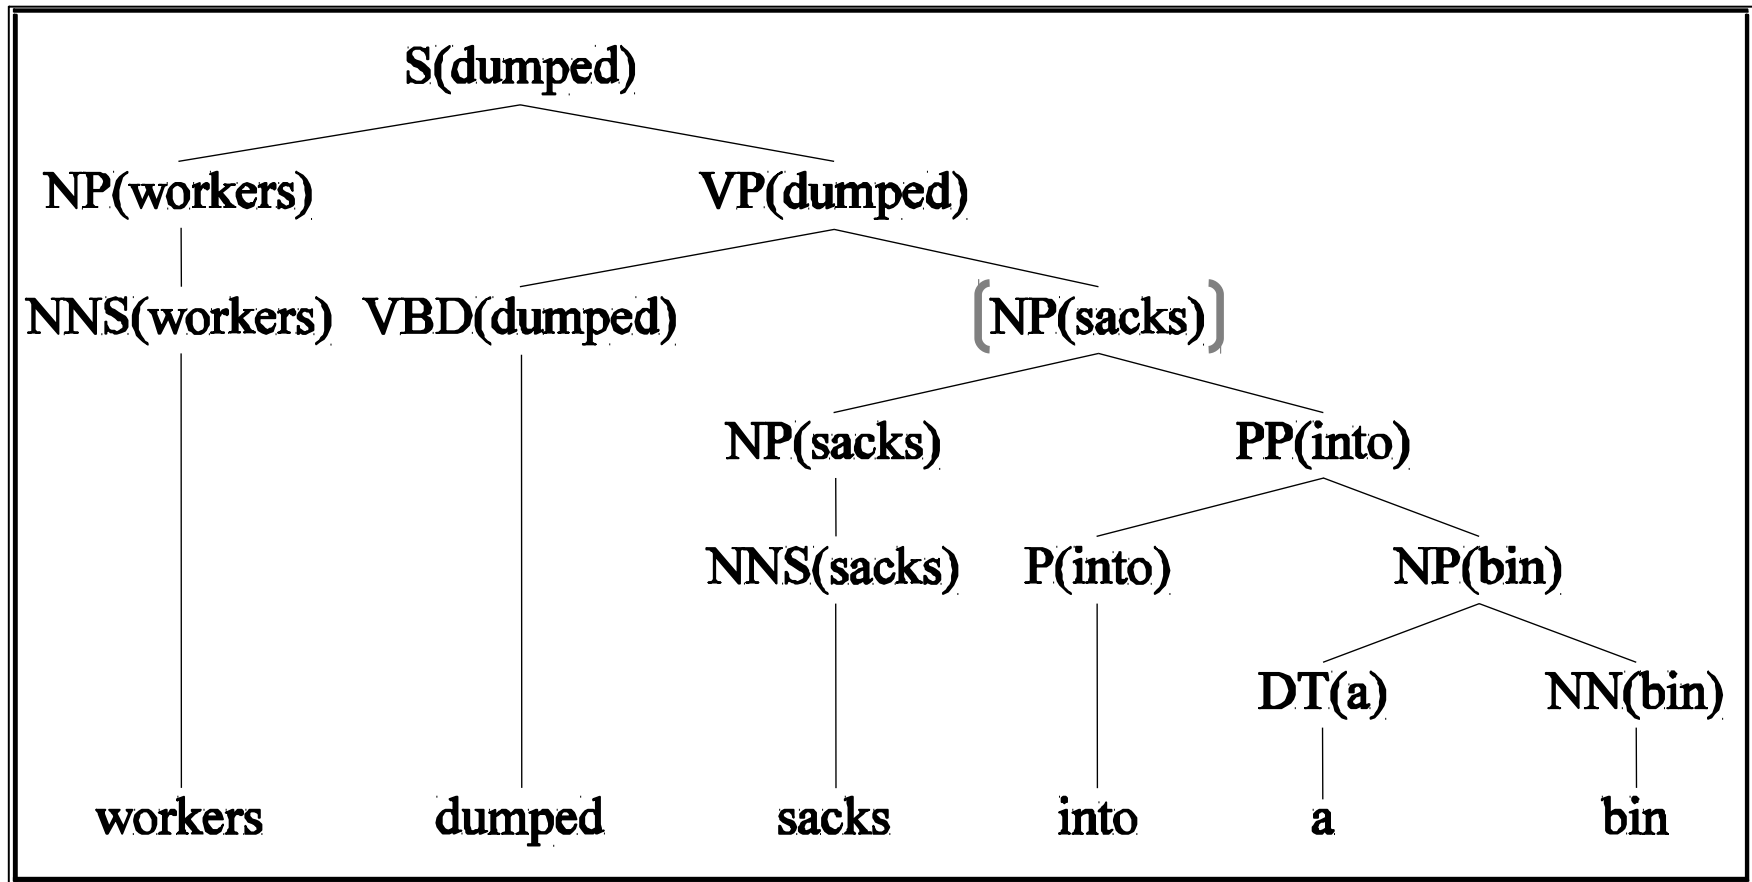 S(dumped)
NP(workers) VP(dumped)
NNS(workers) VBD(dumped) NP(sacks)
NP(sacks) PP(into)
NNS(sacks) P(into) NP(bin)
DT(a) NN(bin)
workers dumped sacks into a bin